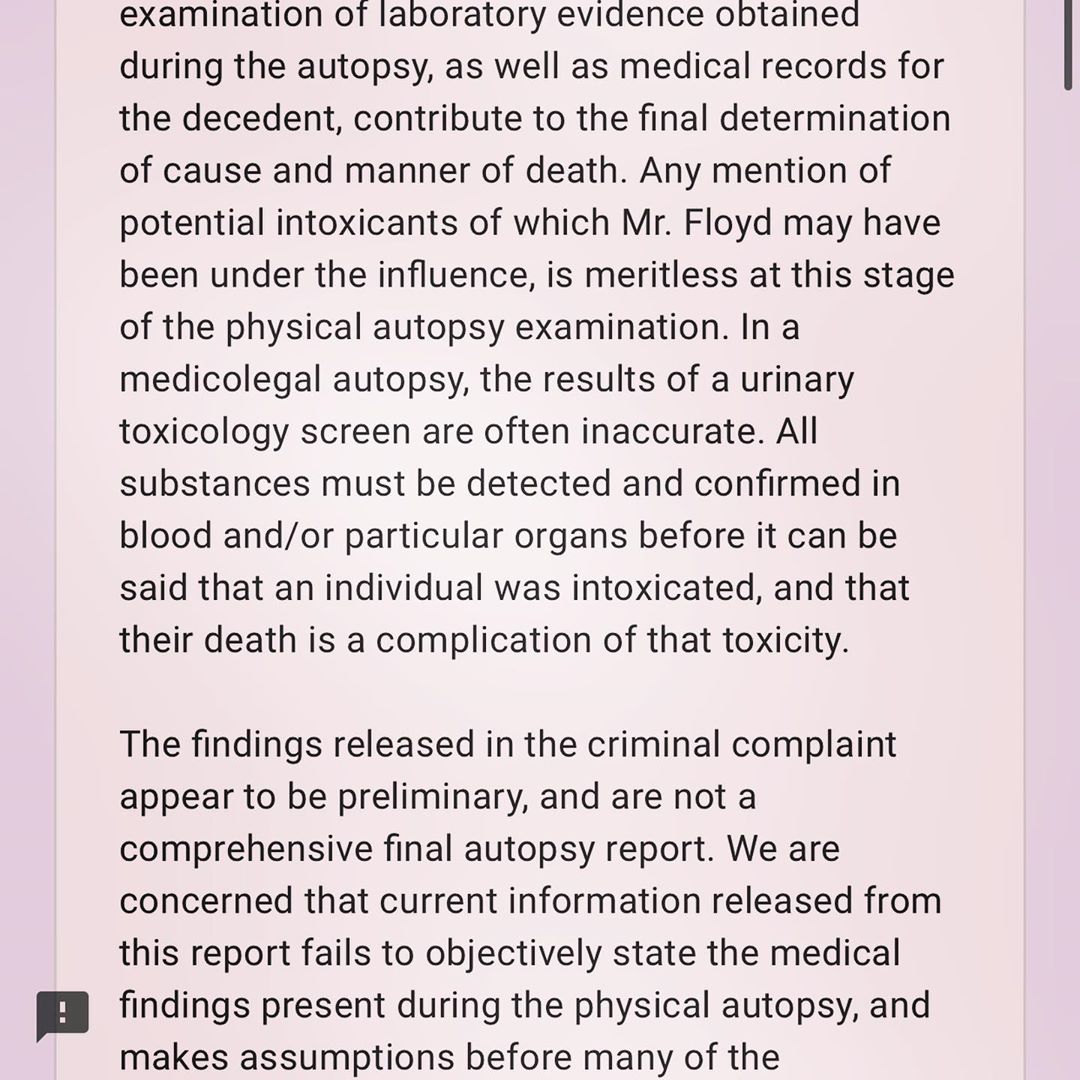 examination of laboratory evidence obtained
during the autopsy, as well as medical records for
the decedent, contribute to the final determination
of cause and manner of death. Any mention of
potential intoxicants of which Mr. Floyd may have
been under the influence, is meritless at this stage
of the physical autopsy examination. In a
medicolegal autopsy, the results of a urinary
toxicology screen are often inaccurate. All
substances must be detected and confirmed in
blood and/or particular organs before it can be
said that an individual was intoxicated, and that
their death is a complication of that toxicity.
The findings released in the criminal complaint
appear to be preliminary, and are not a
comprehensive final autopsy report. We are
concerned that current information released from
this report fails to objectively state the medical
findings present during the physical autopsy, and
makes assumptions before many of the